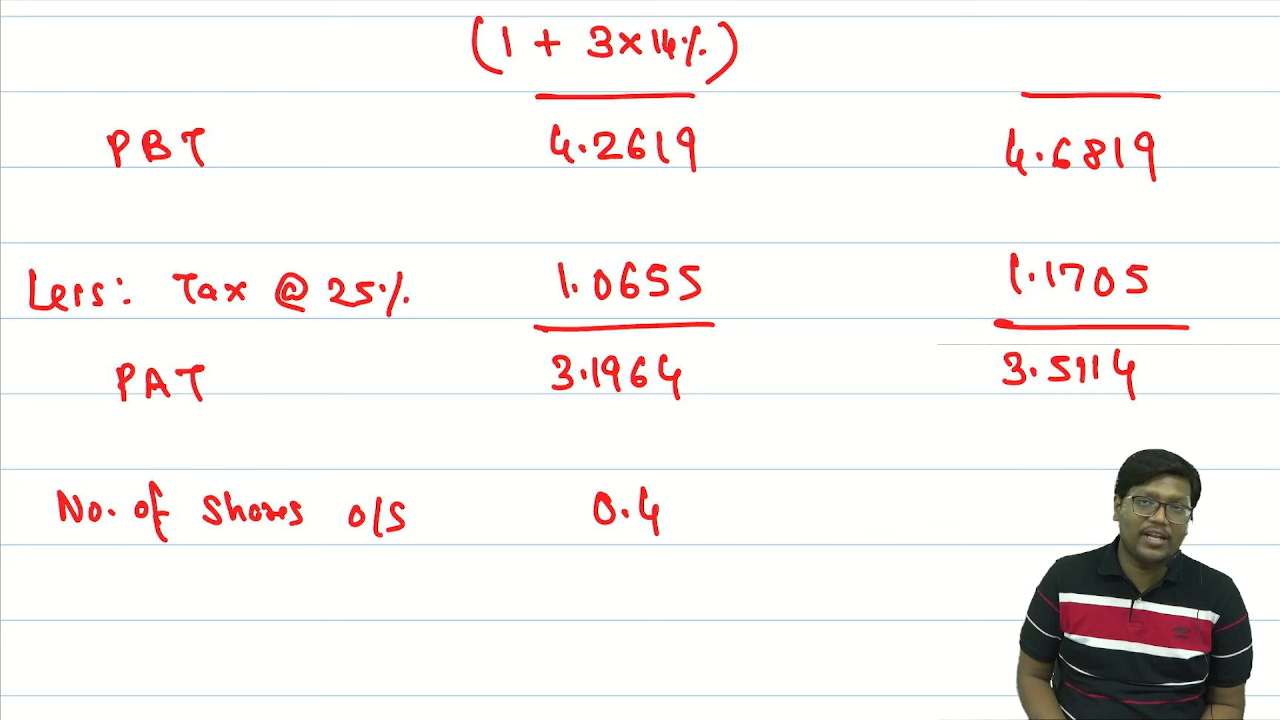 (1 + 3×14%)
PBT 4.2619 4.6819
Less: Tax @ 25% 1.0655 1.1705
PAT 3.1964 3.5114
No. of Shares o/s 0.4